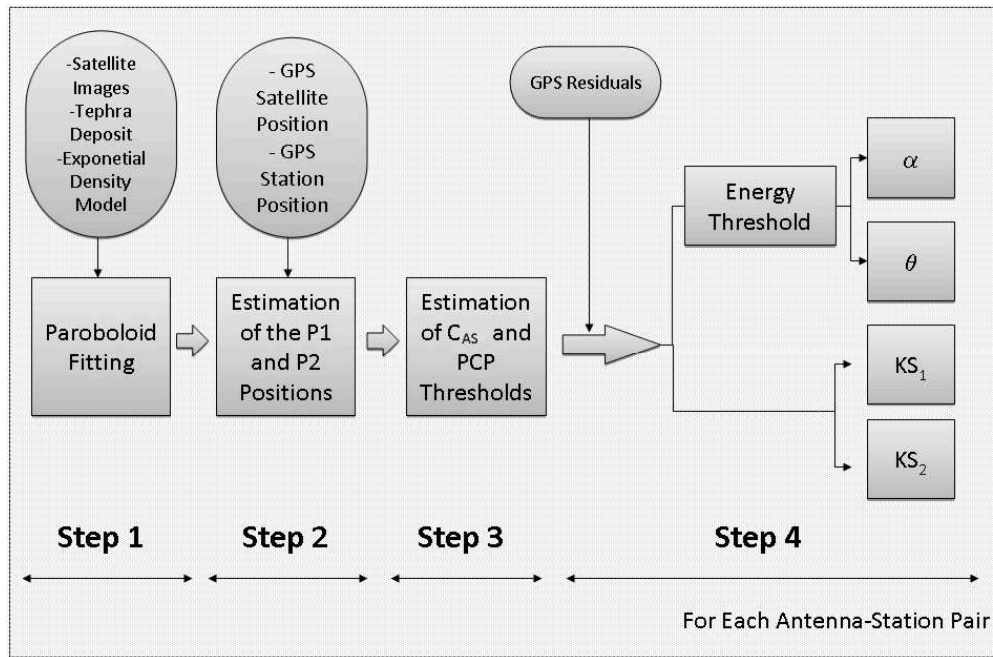 -Satellite
Images
-Tephra
Deposit
-Exponetial
Density
Model
- GPS
Satellite
Position
- GPS
Station
Position
GPS Residuals
Paroboloid
Fitting
Estimation
of the P1
and P2
Positions
Estimation
of C_AS and
PCP
Thresholds
Energy
Threshold
α
θ
KS₁
KS₂
Step 1
Step 2
Step 3
Step 4
For Each Antenna-Station Pair